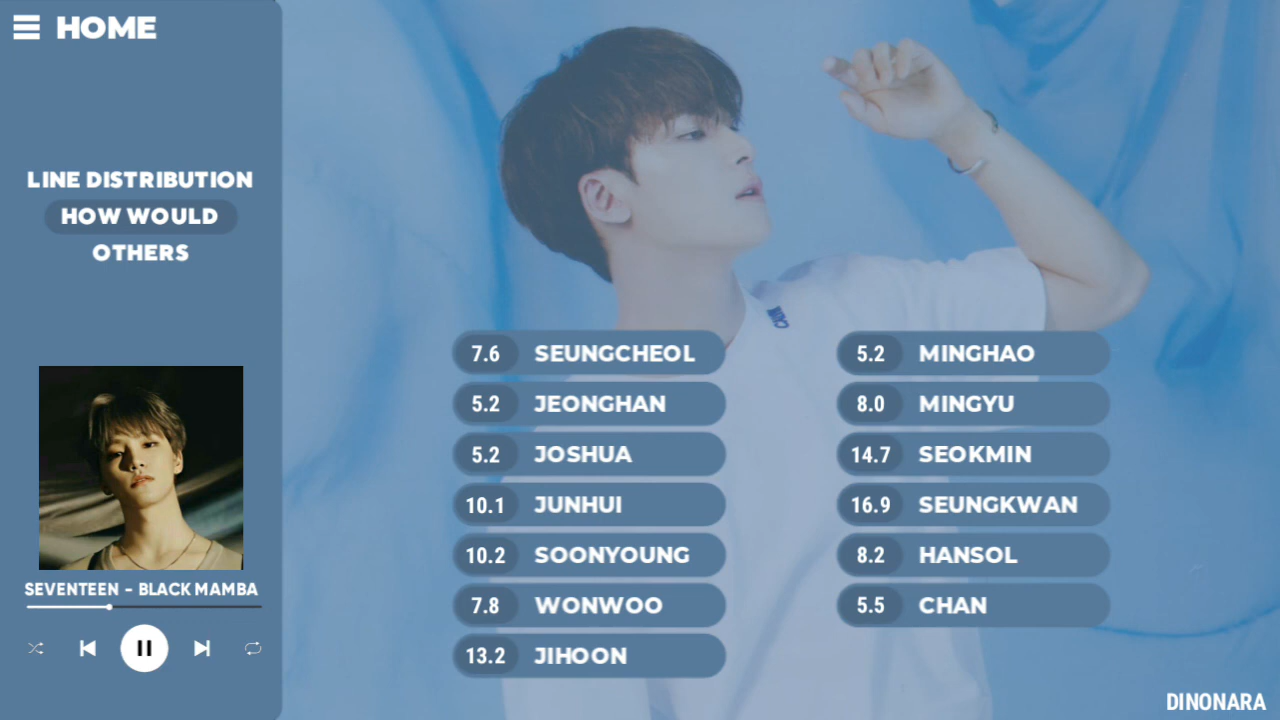 HOME
LINE DISTRIBUTION
HOW WOULD
OTHERS
SEVENTEEN - BLACK MAMBA
7.6 SEUNGCHEOL
5.2 JEONGHAN
5.2 JOSHUA
10.1 JUNHUI
10.2 SOONYOUNG
7.8 WONWOO
13.2 JIHOON
5.2 MINGHAO
8.0 MINGYU
14.7 SEOKMIN
16.9 SEUNGKWAN
8.2 HANSOL
5.5 CHAN
DINONARA